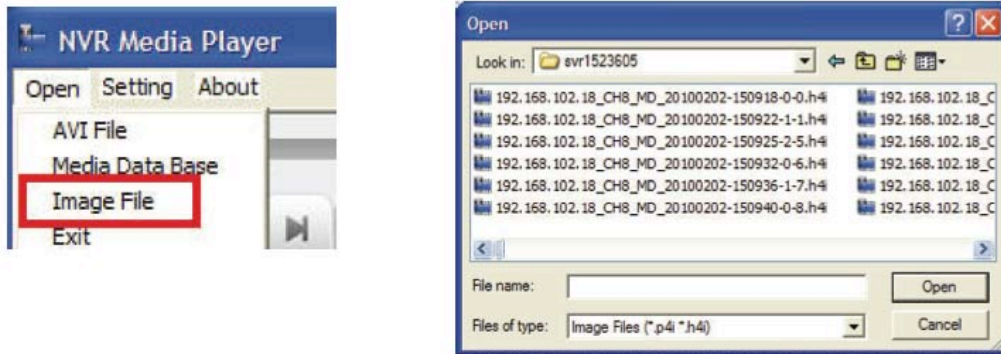 NVR Media Player
Open Setting About
AVI File
Media Data Base
Image File
Exit
Open
Look in: svr1523605
192.168.102.18_CH8_MD_20100202-150918-0-0.h4i
192.168.102.18_CH8_MD_20100202-150922-1-1.h4i
192.168.102.18_CH8_MD_20100202-150925-2-5.h4i
192.168.102.18_CH8_MD_20100202-150932-0-6.h4i
192.168.102.18_CH8_MD_20100202-150936-1-7.h4i
192.168.102.18_CH8_MD_20100202-150940-0-8.h4i
192.168.102.18_C
192.168.102.18_C
192.168.102.18_C
192.168.102.18_C
192.168.102.18_C
192.168.102.18_C
File name: Open
Files of type: Image Files (*.p4i *.h4i) Cancel